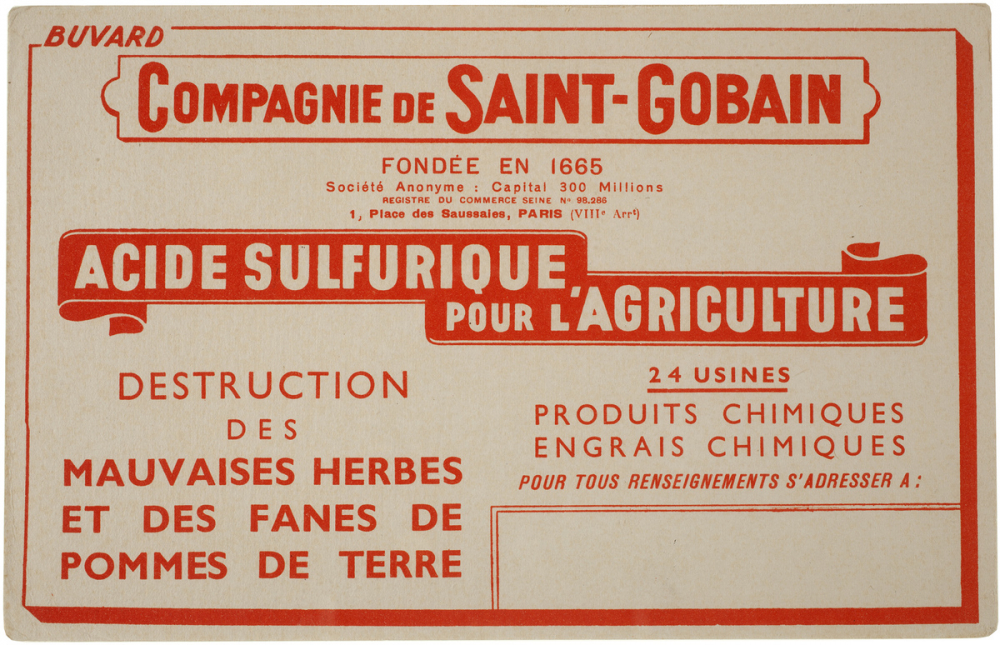 BUVARD
COMPAGNIE DE SAINT-GOBAIN
FONDÉE EN 1665
Société Anonyme : Capital 300 Millions
REGISTRE DU COMMERCE SEINE No 98.286
1, Place des Saussaies, PARIS (VIIIe Arrt)
ACIDE SULFURIQUE
POUR L'AGRICULTURE
DESTRUCTION
DES
MAUVAISES HERBES
ET DES FANES DE
POMMES DE TERRE
24 USINES
PRODUITS CHIMIQUES
ENGRAIS CHIMIQUES
POUR TOUS RENSEIGNEMENTS S'ADRESSER A :